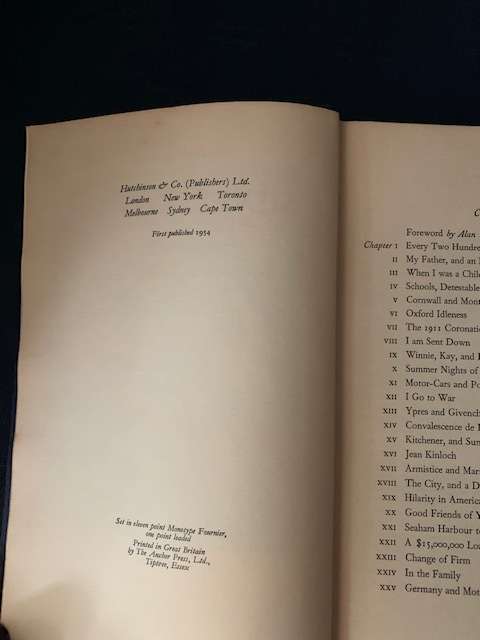 Hutchinson & Co. (Publishers) Ltd.
London New York Toronto
Melbourne Sydney Cape Town
First published 1954
Set in eleven point Monotype Fournier,
one point leaded
Printed in Great Britain
by The Anchor Press, Ltd.,
Tiptree, Essex
C
Foreword by Alan
Chapter I Every Two Hundre
II My Father, and an
III When I was a Chil
IV Schools, Detestable
V Cornwall and Mont
VI Oxford Idleness
VII The 1911 Coronatio
VIII I am Sent Down
IX Winnie, Kay, and
X Summer Nights of
XI Motor-Cars and Po
XII I Go to War
XIII Ypres and Givench
XIV Convalescence de
XV Kitchener, and Sun
XVI Jean Kinloch
XVII Armistice and Mar
XVIII The City, and a D
XIX Hilarity in America
XX Good Friends of Y
XXI Seaham Harbour to
XXII A $15,000,000 Loa
XXIII Change of Firm
XXIV In the Family
XXV Germany and Mot